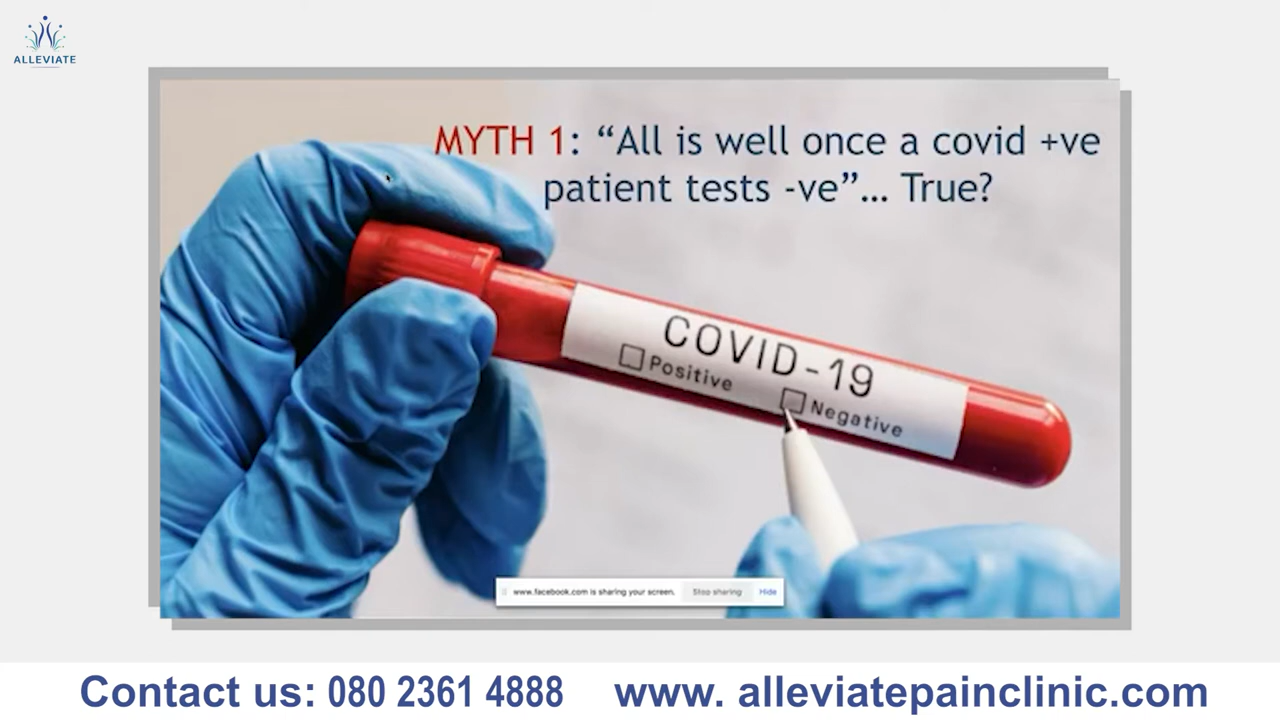 ALLEVIATE
MYTH 1: “All is well once a covid +ve
patient tests -ve”... True?
COVID-19
Positive
Negative
www.facebook.com is sharing your screen. Stop sharing Hide
Contact us: 080 2361 4888 www. alleviatepainclinic.com